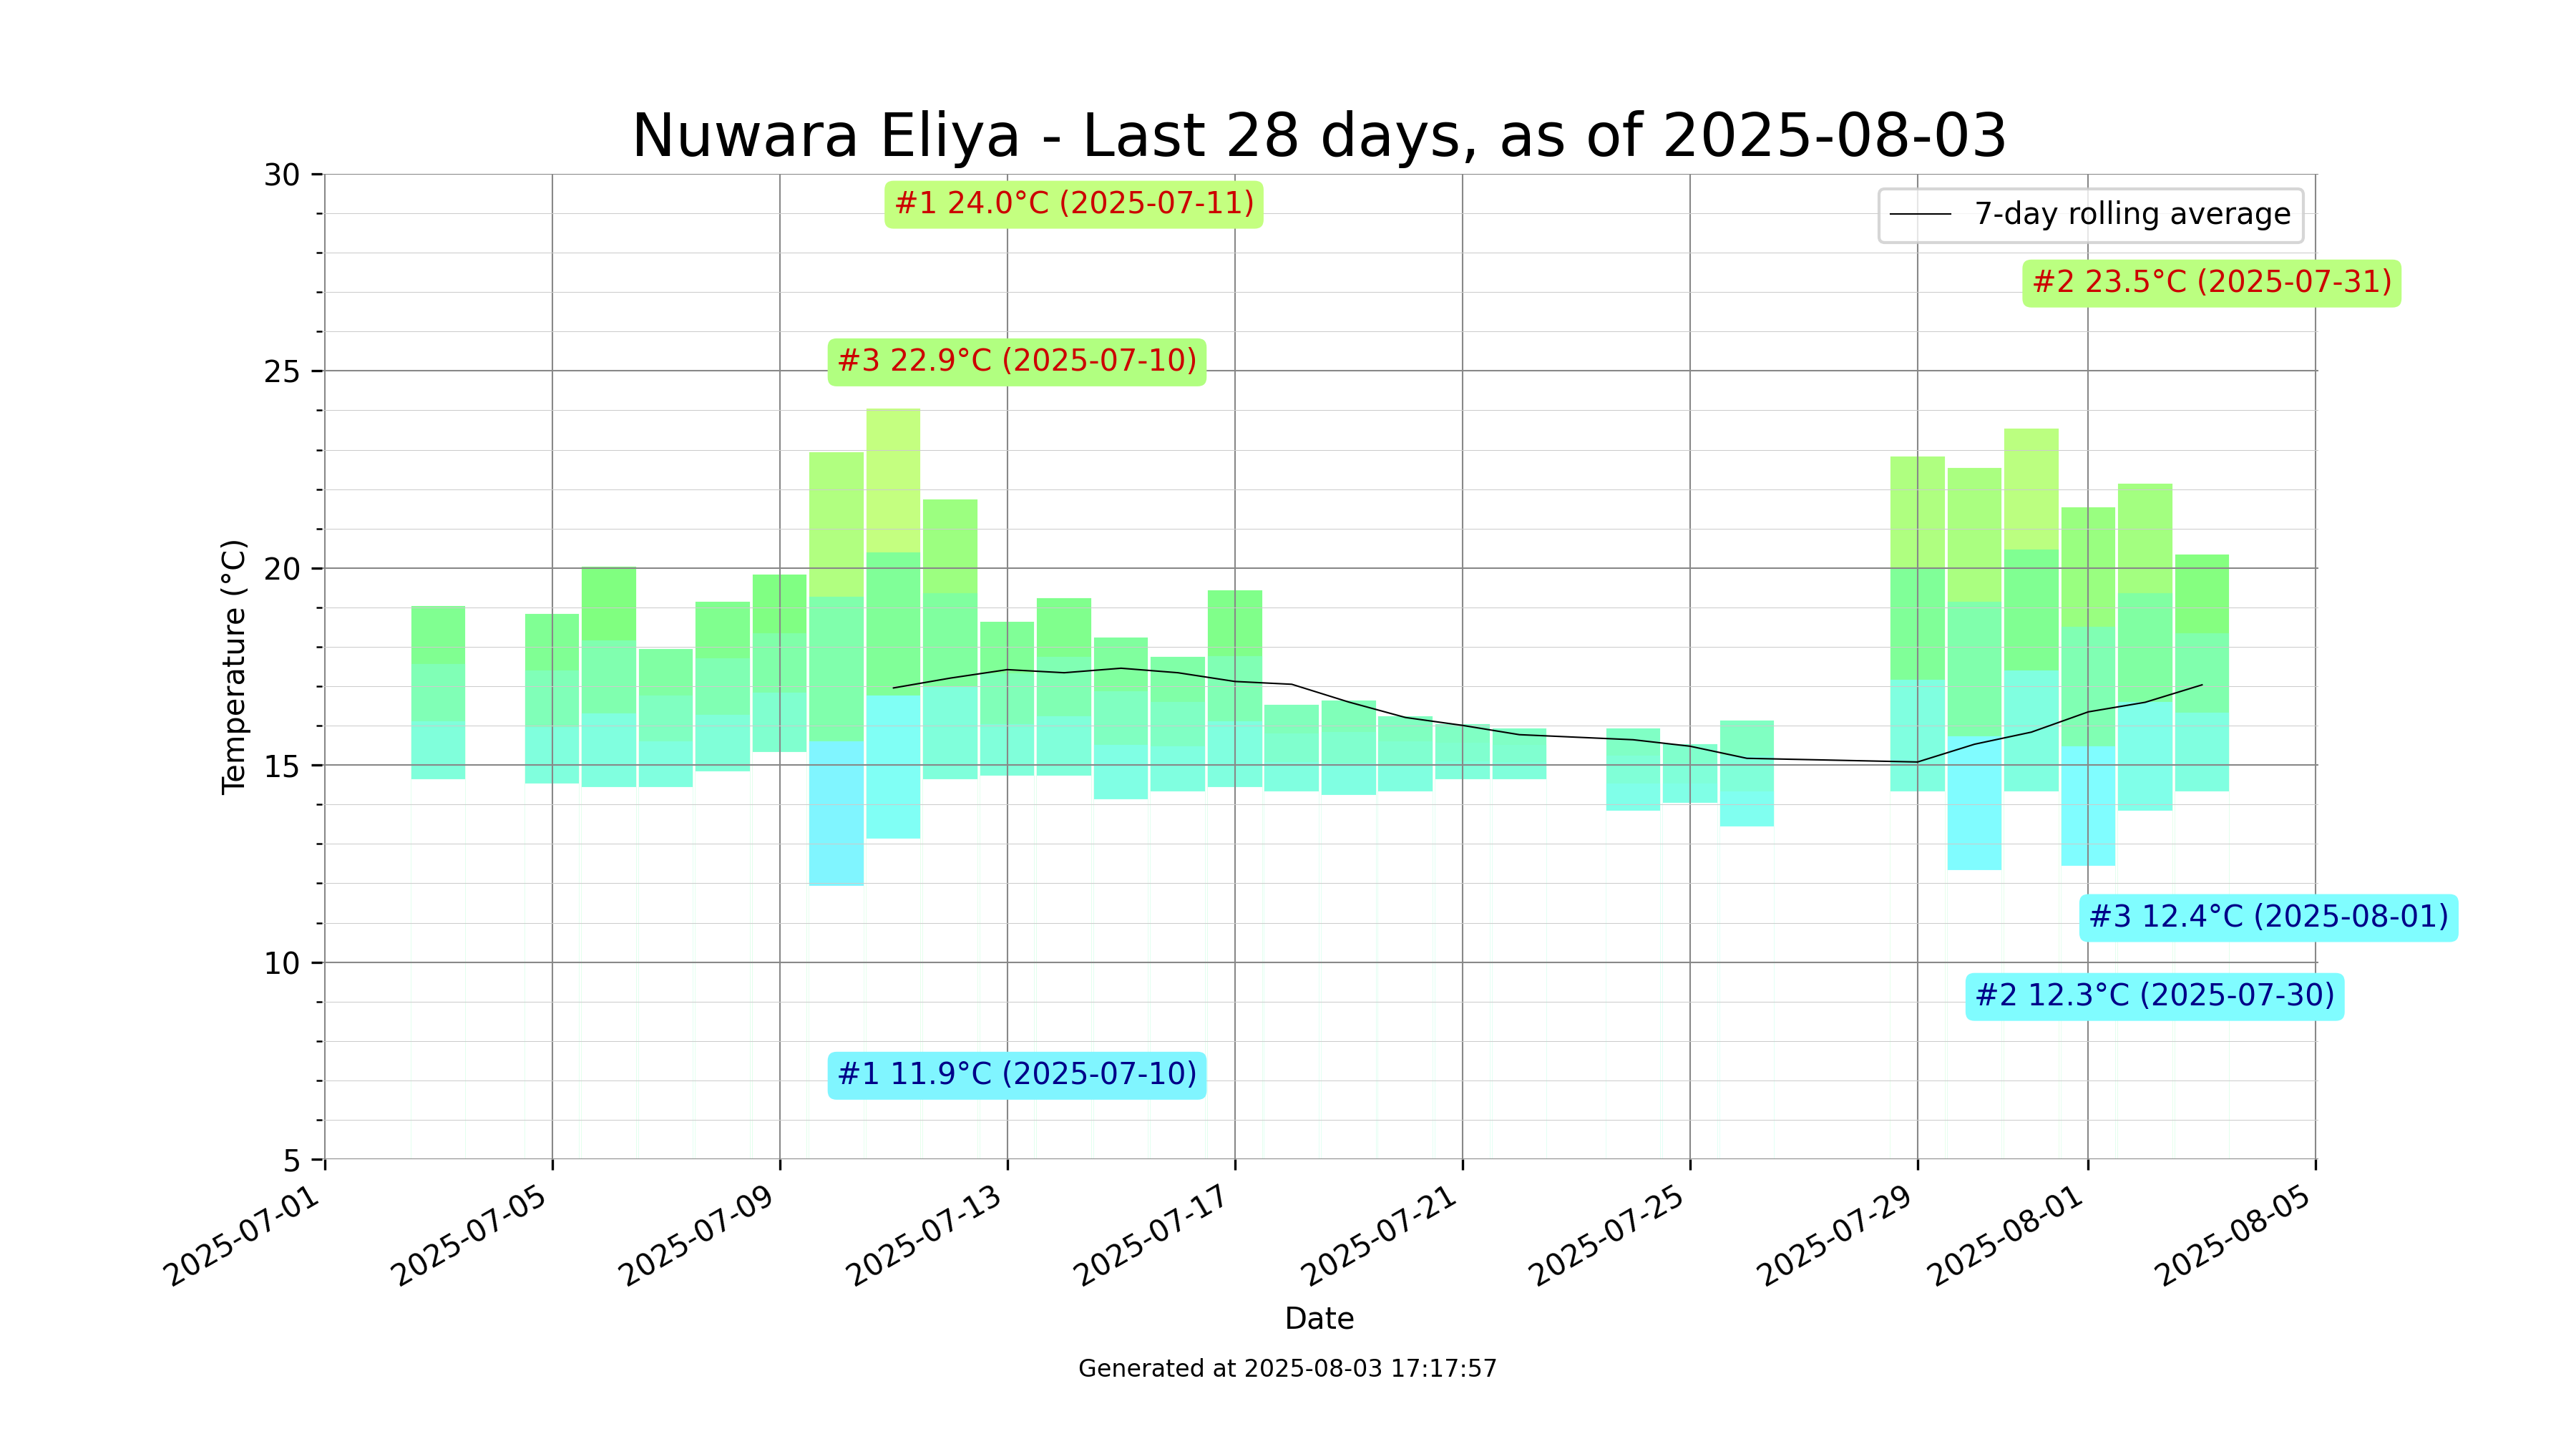 Nuwara Eliya - Last 28 days, as of 2025-08-03
30
#1 24.0°C (2025-07-11)
7-day rolling average
#2 23.5°C (2025-07-31)
#3 22.9°C (2025-07-10)
25
20
Temperature (°C)
15
#3 12.4°C (2025-08-01)
10
#2 12.3°C (2025-07-30)
#1 11.9°C (2025-07-10)
5
2025-07-01
2025-07-05
2025-07-09
2025-07-13
2025-07-17
2025-07-21
2025-07-25
2025-07-29
2025-08-01
2025-08-05
Date
Generated at 2025-08-03 17:17:57